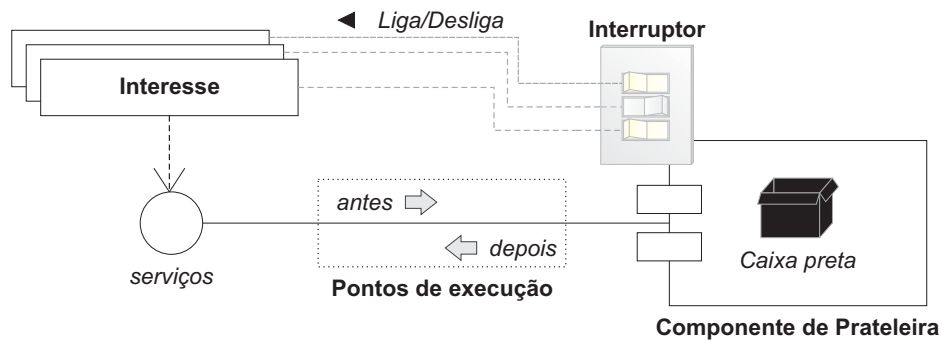 Liga/Desliga
Interruptor
Interesse
antes
depois
serviços
Pontos de execução
Caixa preta
Componente de Prateleira